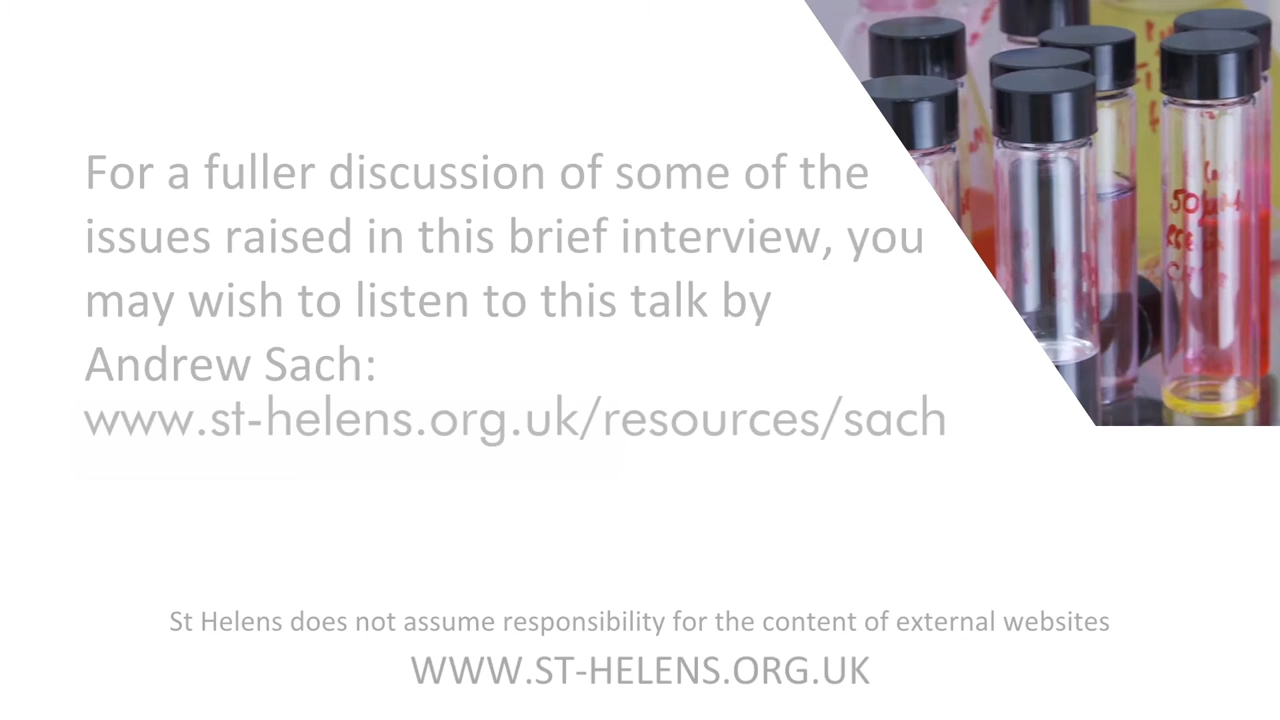 For a fuller discussion of some of the
issues raised in this brief interview, you
may wish to listen to this talk by
Andrew Sach:
www.st-helens.org.uk/resources/sach
St Helens does not assume responsibility for the content of external websites
WWW.ST-HELENS.ORG.UK